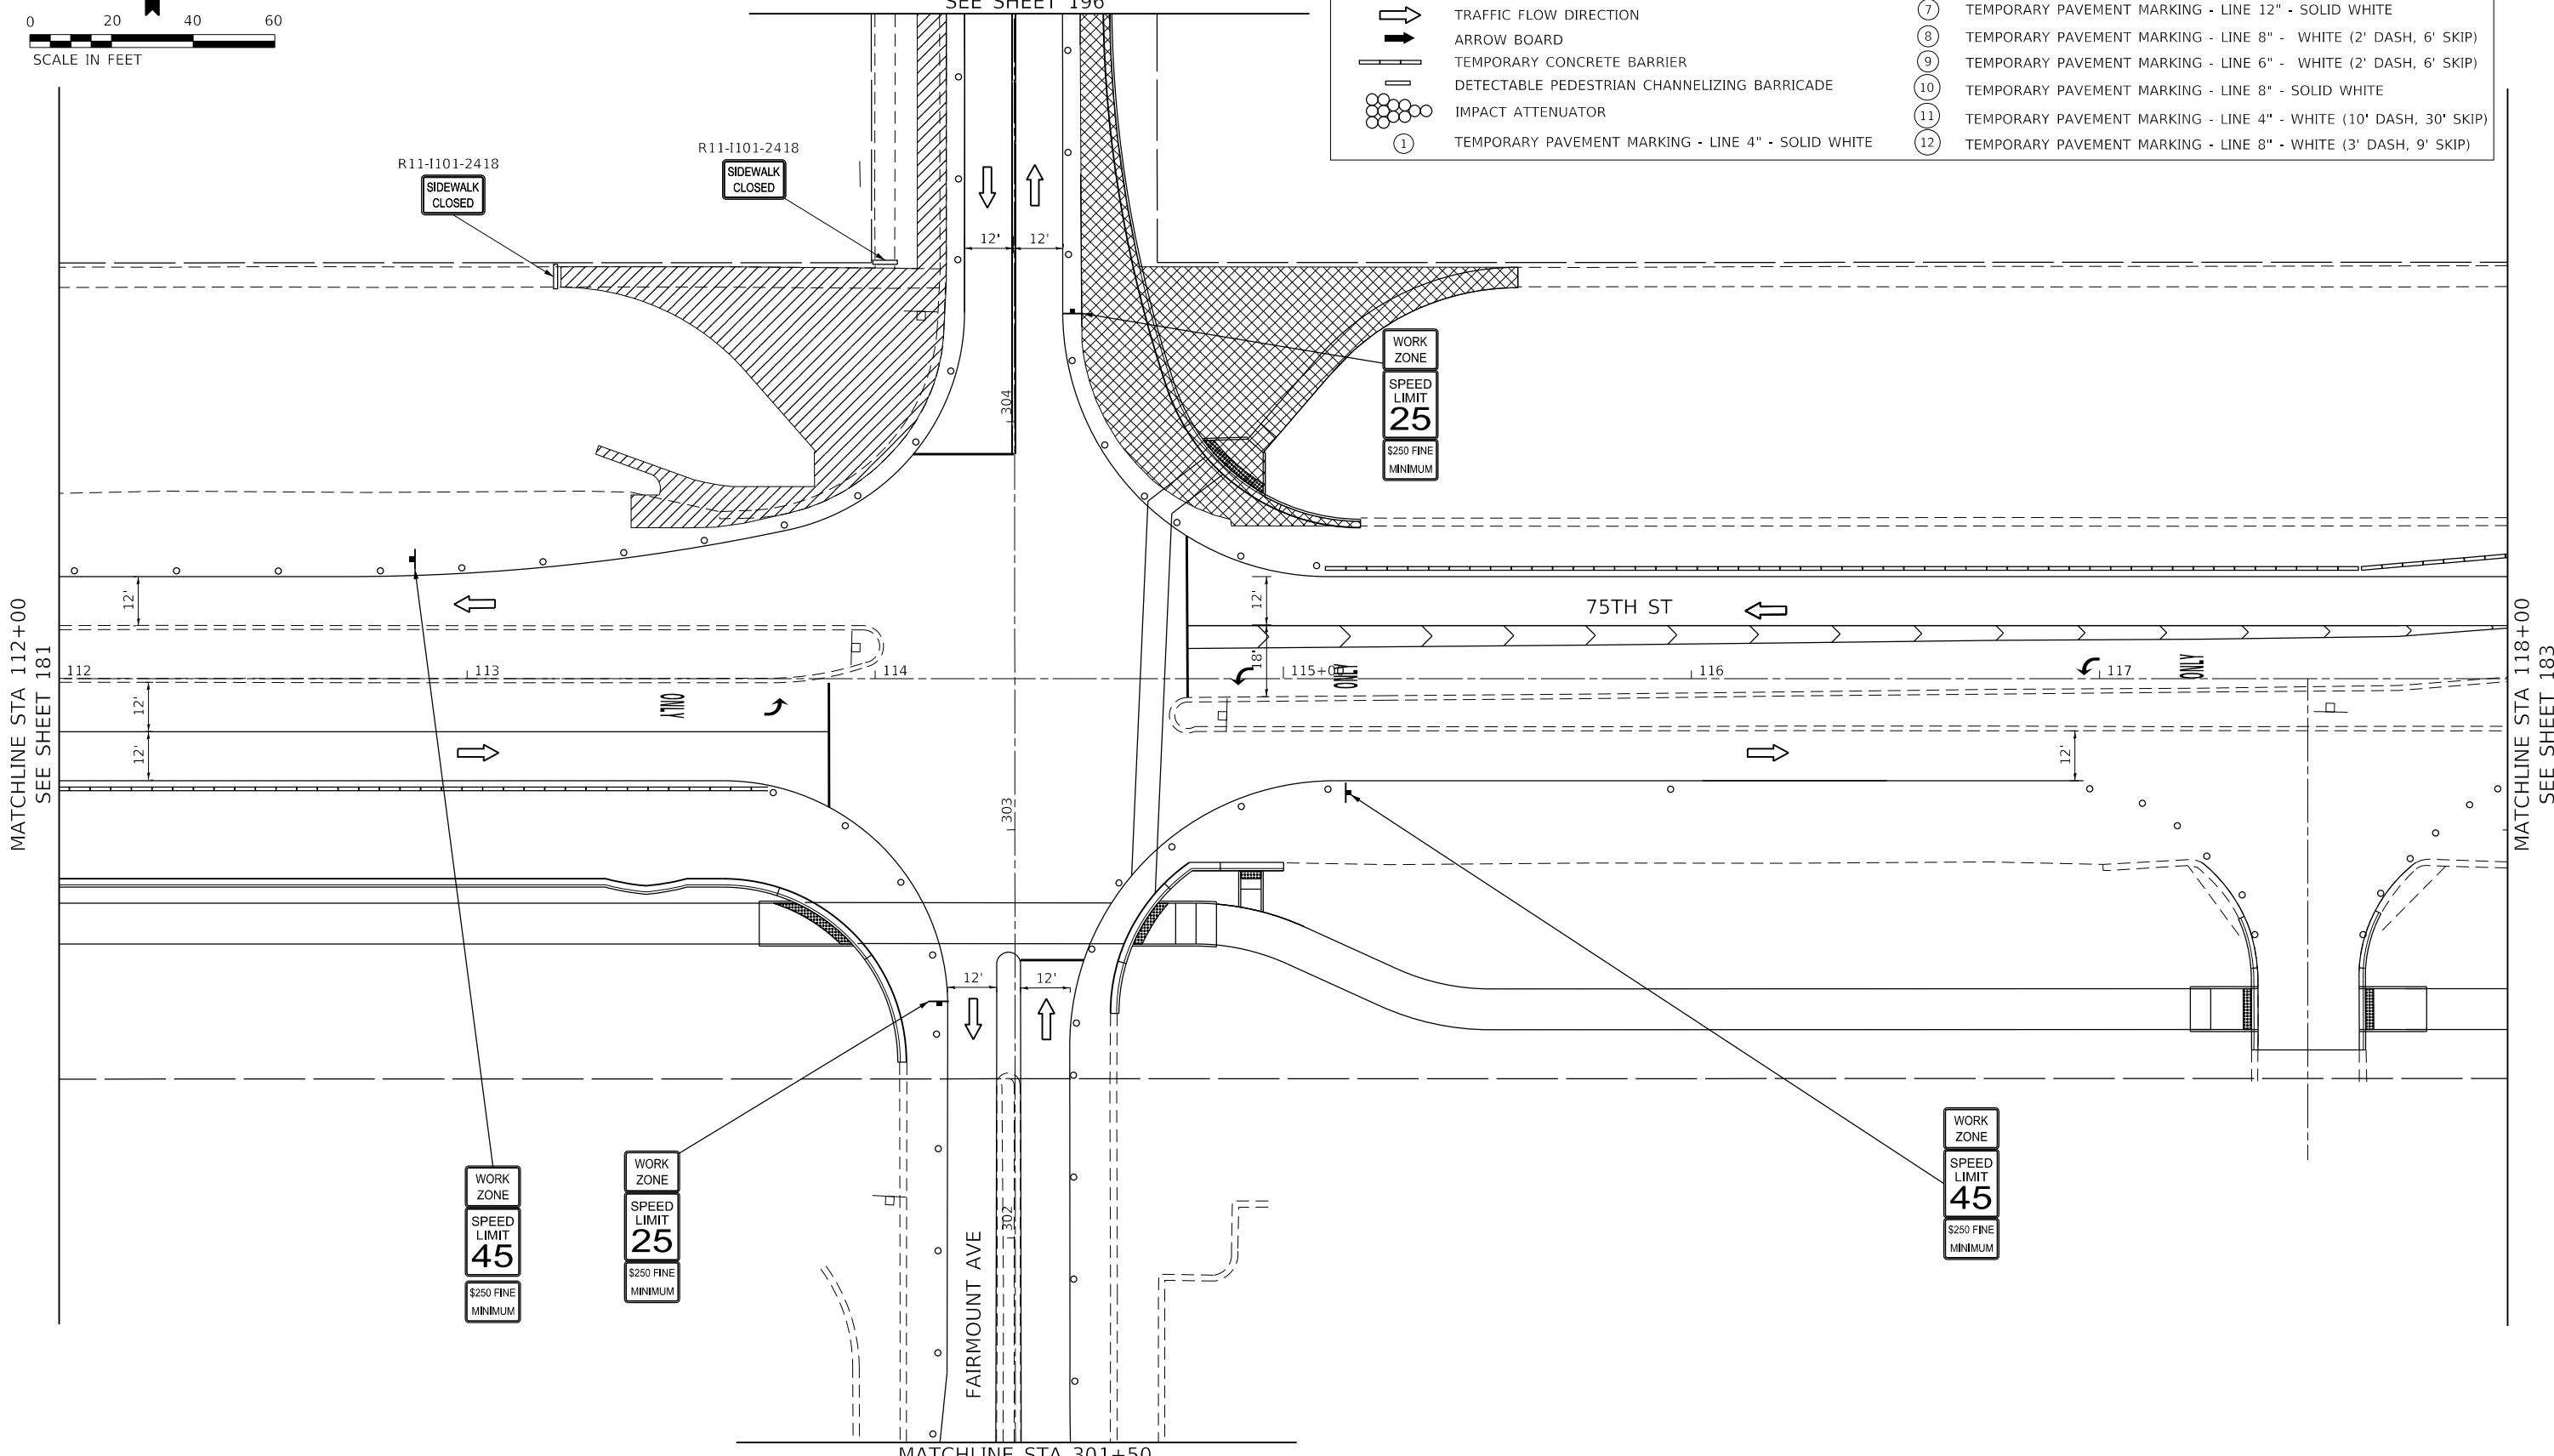 SEE SHEET 196
0 20 40 60
SCALE IN FEET
TRAFFIC FLOW DIRECTION
ARROW BOARD
TEMPORARY CONCRETE BARRIER
DETECTABLE PEDESTRIAN CHANNELIZING BARRICADE
IMPACT ATTENUATOR
1 TEMPORARY PAVEMENT MARKING - LINE 4" - SOLID WHITE
7 TEMPORARY PAVEMENT MARKING - LINE 12" - SOLID WHITE
8 TEMPORARY PAVEMENT MARKING - LINE 8" - WHITE (2' DASH, 6' SKIP)
9 TEMPORARY PAVEMENT MARKING - LINE 6" - WHITE (2' DASH, 6' SKIP)
10 TEMPORARY PAVEMENT MARKING - LINE 8" - SOLID WHITE
11 TEMPORARY PAVEMENT MARKING - LINE 4" - WHITE (10' DASH, 30' SKIP)
12 TEMPORARY PAVEMENT MARKING - LINE 8" - WHITE (3' DASH, 9' SKIP)
R11-I101-2418
SIDEWALK
CLOSED
R11-I101-2418
SIDEWALK
CLOSED
12' 12'
304
WORK
ZONE
SPEED
LIMIT
25
$250 FINE
MINIMUM
MATCHLINE STA 112+00
SEE SHEET 181
12'
12'
75TH ST
18'
112 113 114 115+00 116 117
ONLY
ONLY
ONLY
12'
12'
12'
303
MATCHLINE STA 118+00
SEE SHEET 183
12' 12'
WORK
ZONE
SPEED
LIMIT
45
$250 FINE
MINIMUM
WORK
ZONE
SPEED
LIMIT
25
$250 FINE
MINIMUM
FAIRMOUNT AVE
302
WORK
ZONE
SPEED
LIMIT
45
$250 FINE
MINIMUM
MATCHLINE STA 301+50